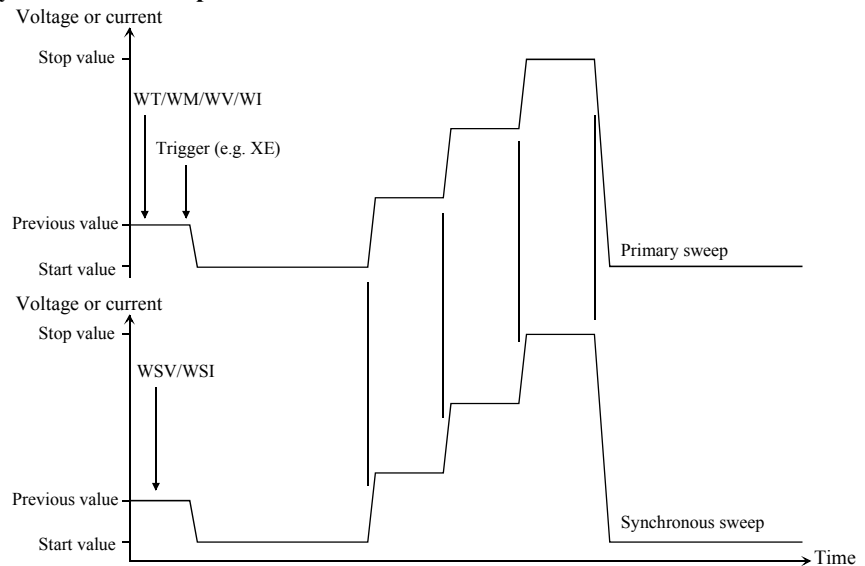 Voltage or current
Stop value
WT/WM/WV/WI
Trigger (e.g. XE)
Previous value
Start value
Primary sweep
Voltage or current
Stop value
WSV/WSI
Previous value
Start value
Synchronous sweep
Time